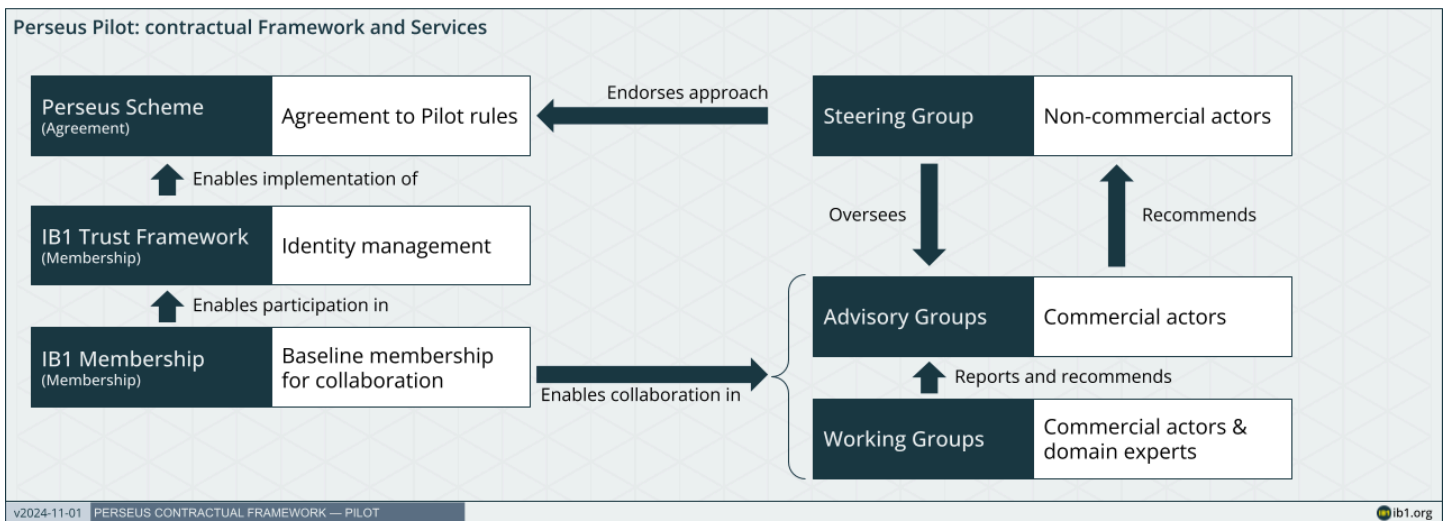 Perseus Pilot: contractual Framework and Services
Perseus Scheme
(Agreement)
Agreement to Pilot rules
Endorses approach
Steering Group
Non-commercial actors
Enables implementation of
Oversees
Recommends
IB1 Trust Framework
(Membership)
Identity management
Enables participation in
Advisory Groups
Commercial actors
IB1 Membership
(Membership)
Baseline membership
for collaboration
Enables collaboration in
Reports and recommends
Working Groups
Commercial actors &
domain experts
v2024-11-01
PERSEUS CONTRACTUAL FRAMEWORK — PILOT
IB1
ib1.org